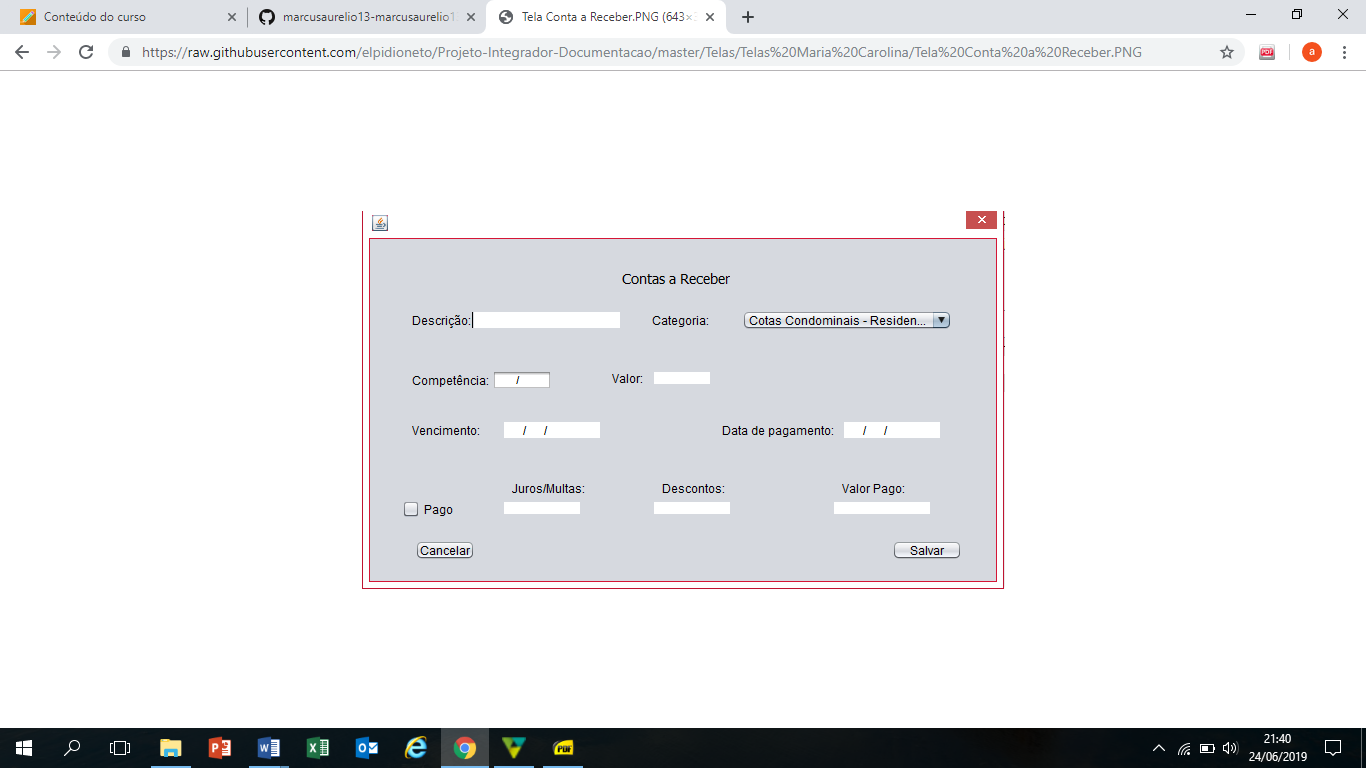 Conteúdo do curso
marcusaurelio13-marcusaurelio1
Tela Conta a Receber.PNG (643×
https://raw.githubusercontent.com/elpidioneto/Projeto-Integrador-Documentacao/master/Telas/Telas%20Maria%20Carolina/Tela%20Conta%20a%20Receber.PNG
PDF
a
Contas a Receber
Descrição:
Categoria:
Cotas Condominais - Residen...
Competência: /
Valor:
Vencimento: / /
Data de pagamento: / /
Juros/Multas:
Descontos:
Valor Pago:
Pago
Cancelar
Salvar
PDF
21:40
24/06/2019